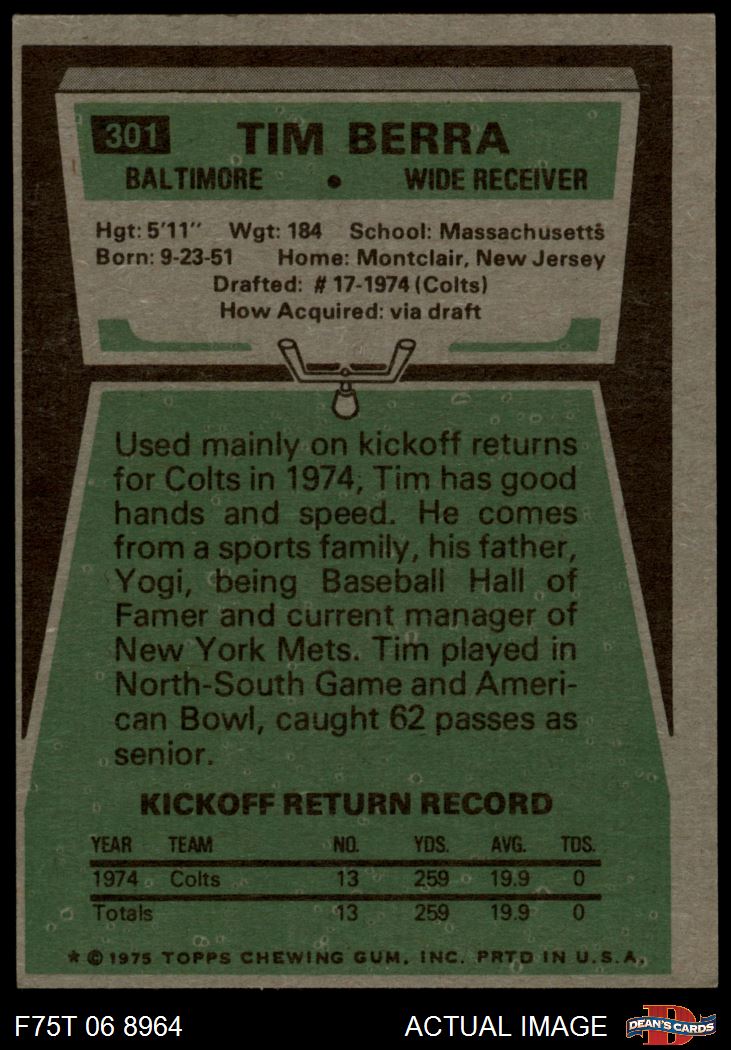 301 TIM BERRA
BALTIMORE • WIDE RECEIVER
Hgt: 5'11" Wgt: 184 School: Massachusetts
Born: 9-23-51 Home: Montclair, New Jersey
Drafted: # 17-1974 (Colts)
How Acquired: via draft
Used mainly on kickoff returns
for Colts in 1974, Tim has good
hands and speed. He comes
from a sports family, his father,
Yogi, being Baseball Hall of
Famer and current manager of
New York Mets. Tim played in
North-South Game and Ameri-
can Bowl, caught 62 passes as
senior.
KICKOFF RETURN RECORD
YEAR TEAM NO. YDS. AVG. TDS.
1974 Colts 13 259 19.9 0
Totals 13 259 19.9 0
* © 1975 TOPPS CHEWING GUM, INC. PRTD IN U.S.A.
F75T 06 8964 ACTUAL IMAGE D DEAN'S CARDS